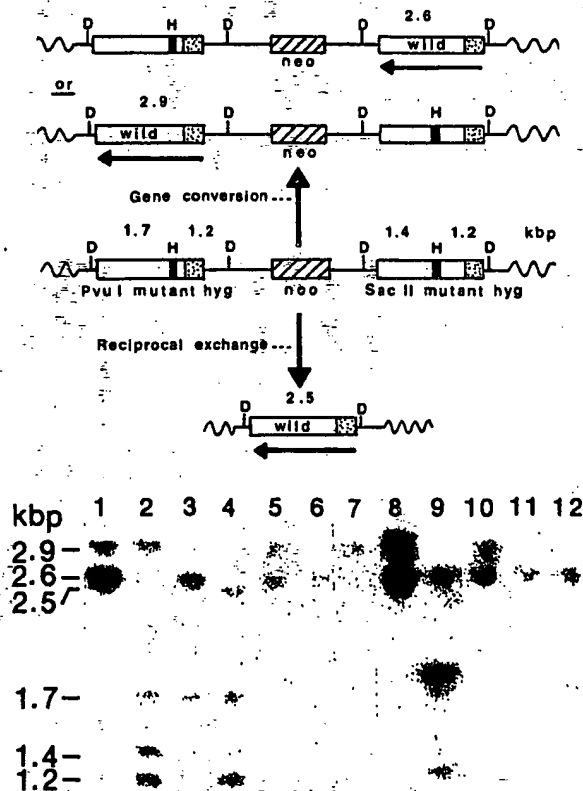 2.6
D H D D
wild
neo
or
2.9
D D H D
wild
neo
Gene conversion
1.7 1.2 1.4 1.2 kbp
D H D D H D
Pvu I mutant hyg neo Sac II mutant hyg
Reciprocal exchange
2.5
D D
wild
kbp 1 2 3 4 5 6 7 8 9 10 11 12
2.9
2.6
2.5
1.7
1.4
1.2